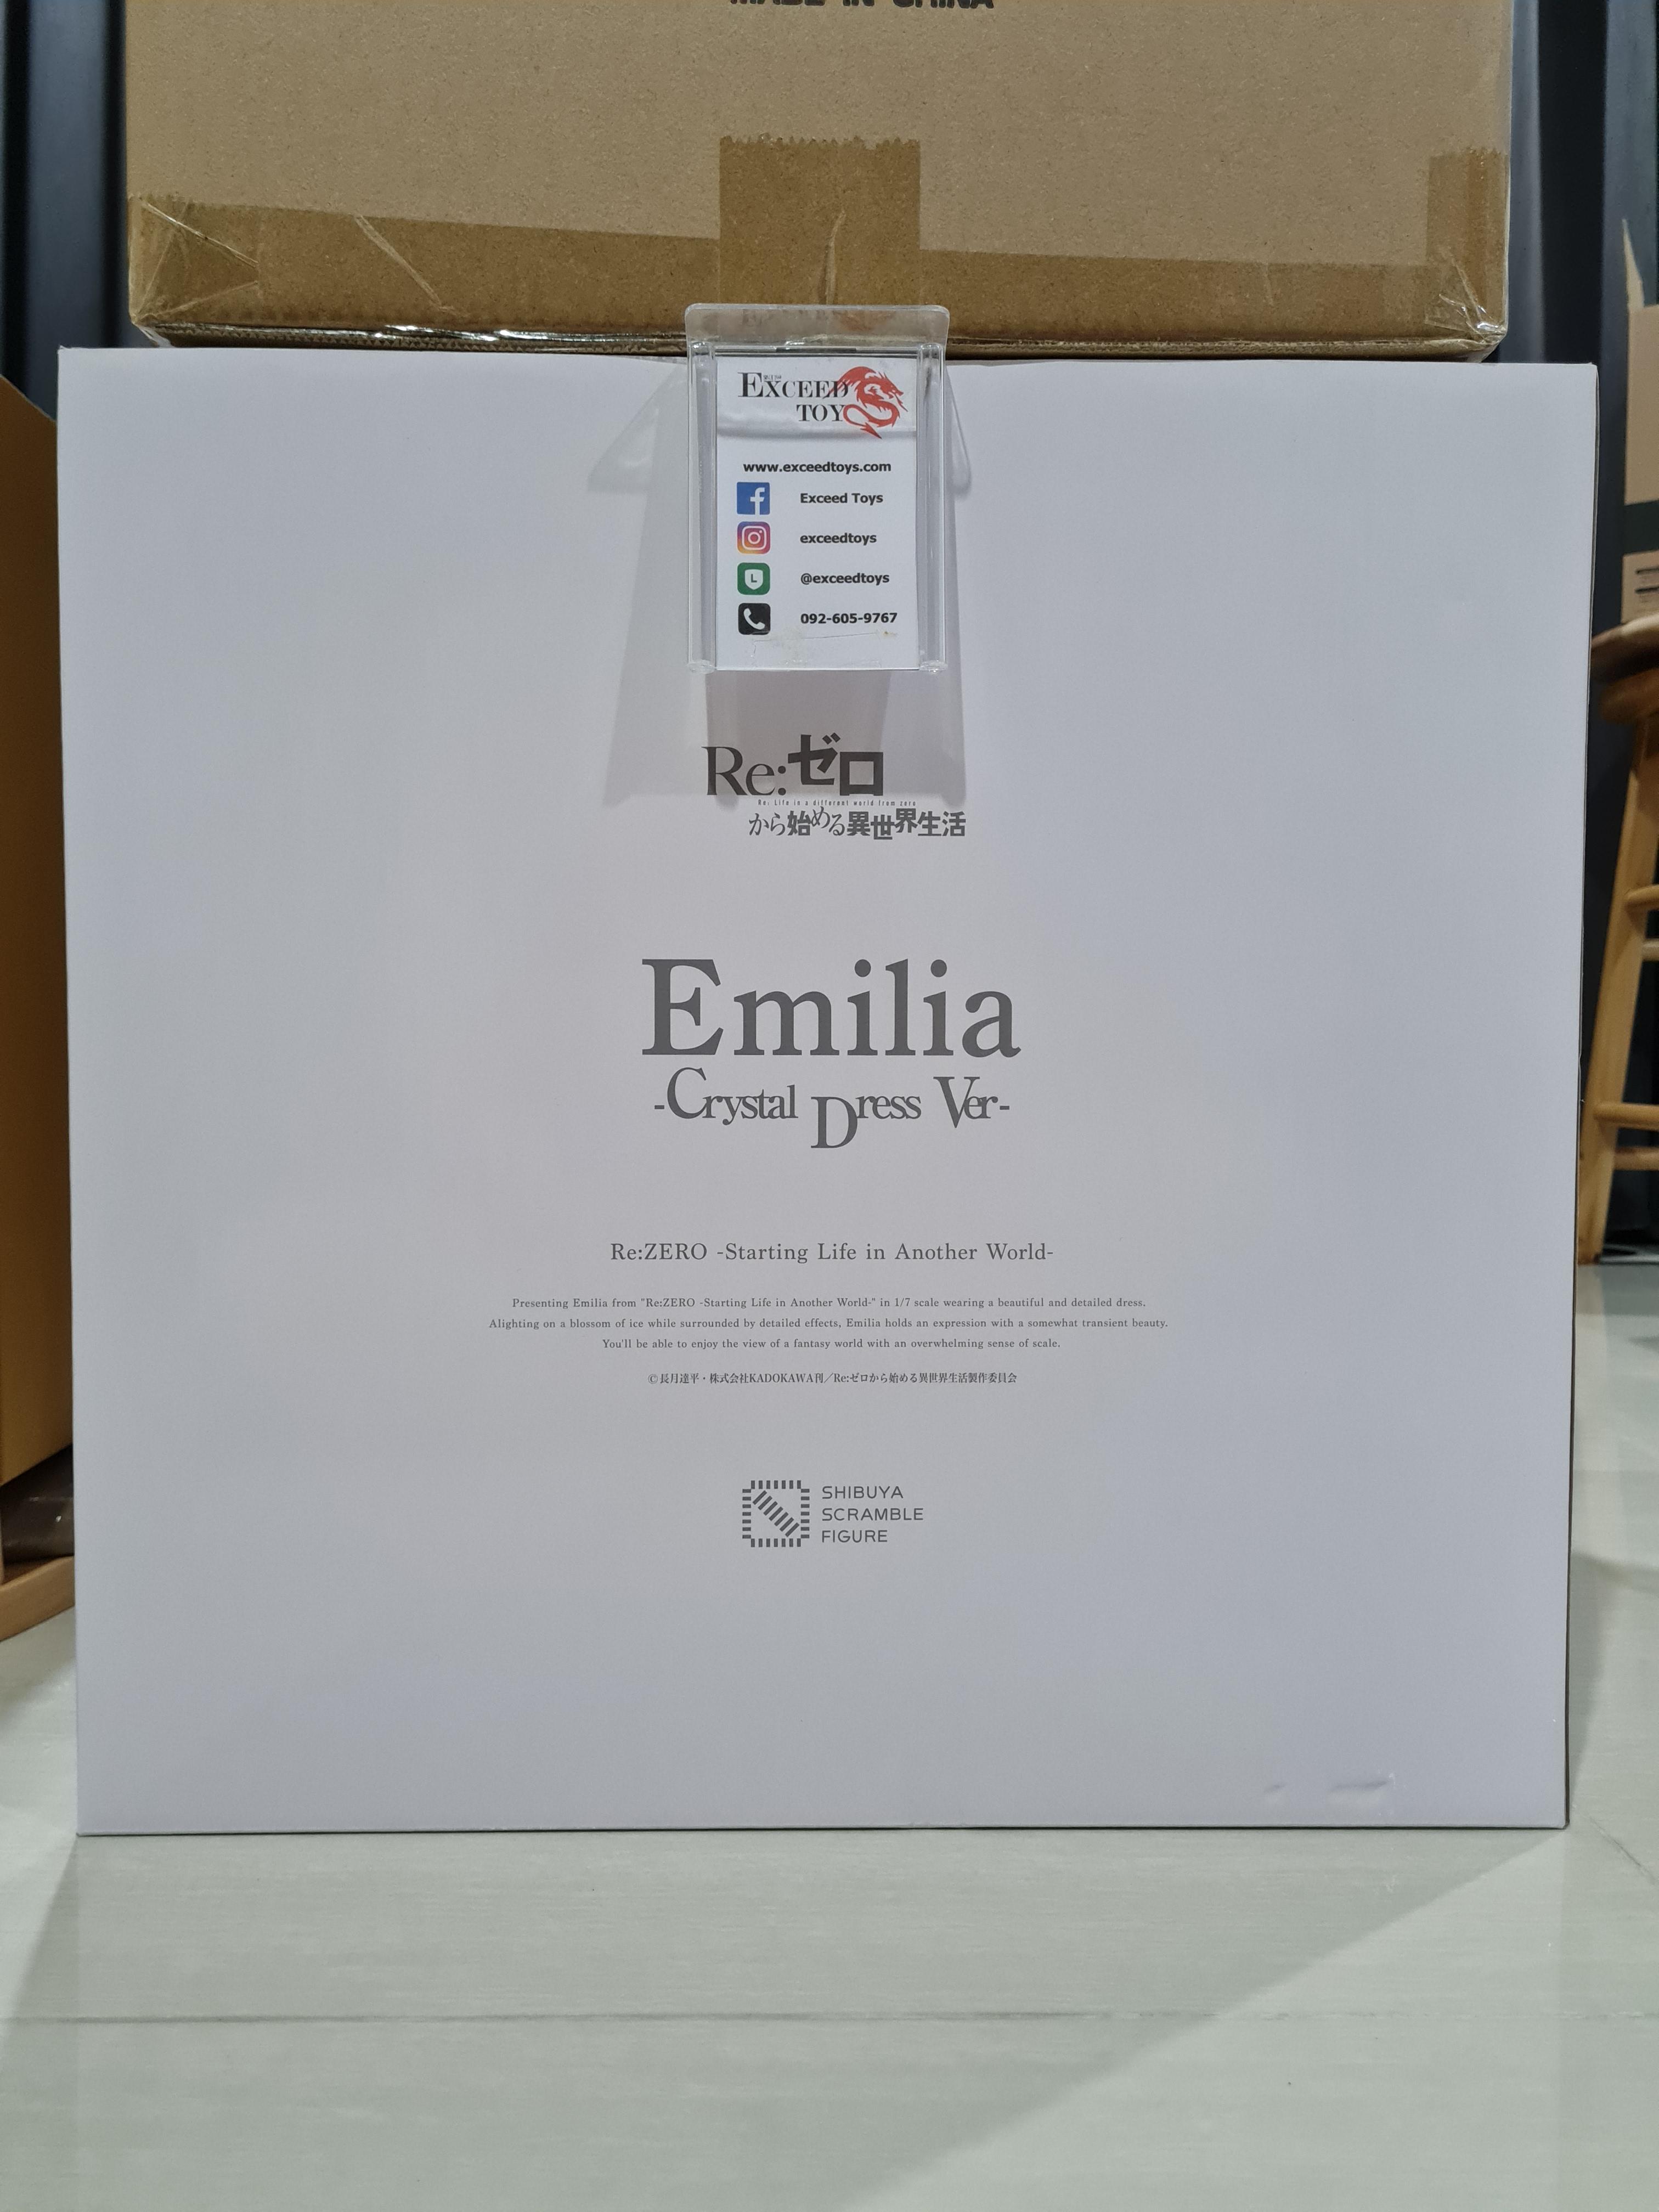 MADE IN CHINA
EXCEED
TOY
www.exceedtoys.com
Exceed Toys
exceedtoys
L
@exceedtoys
092-605-9767
Re:ゼロ
Re: Life in a different world from zero
から始める異世界生活
Emilia
-Crystal Dress Ver-
Re:ZERO -Starting Life in Another World-
Presenting Emilia from "Re:ZERO -Starting Life in Another World-" in 1/7 scale wearing a beautiful and detailed dress.
Alighting on a blossom of ice while surrounded by detailed effects, Emilia holds an expression with a somewhat transient beauty.
You'll be able to enjoy the view of a fantasy world with an overwhelming sense of scale.
©長月達平・株式会社KADOKAWA刊／Re:ゼロから始める異世界生活製作委員会
SHIBUYA
SCRAMBLE
FIGURE